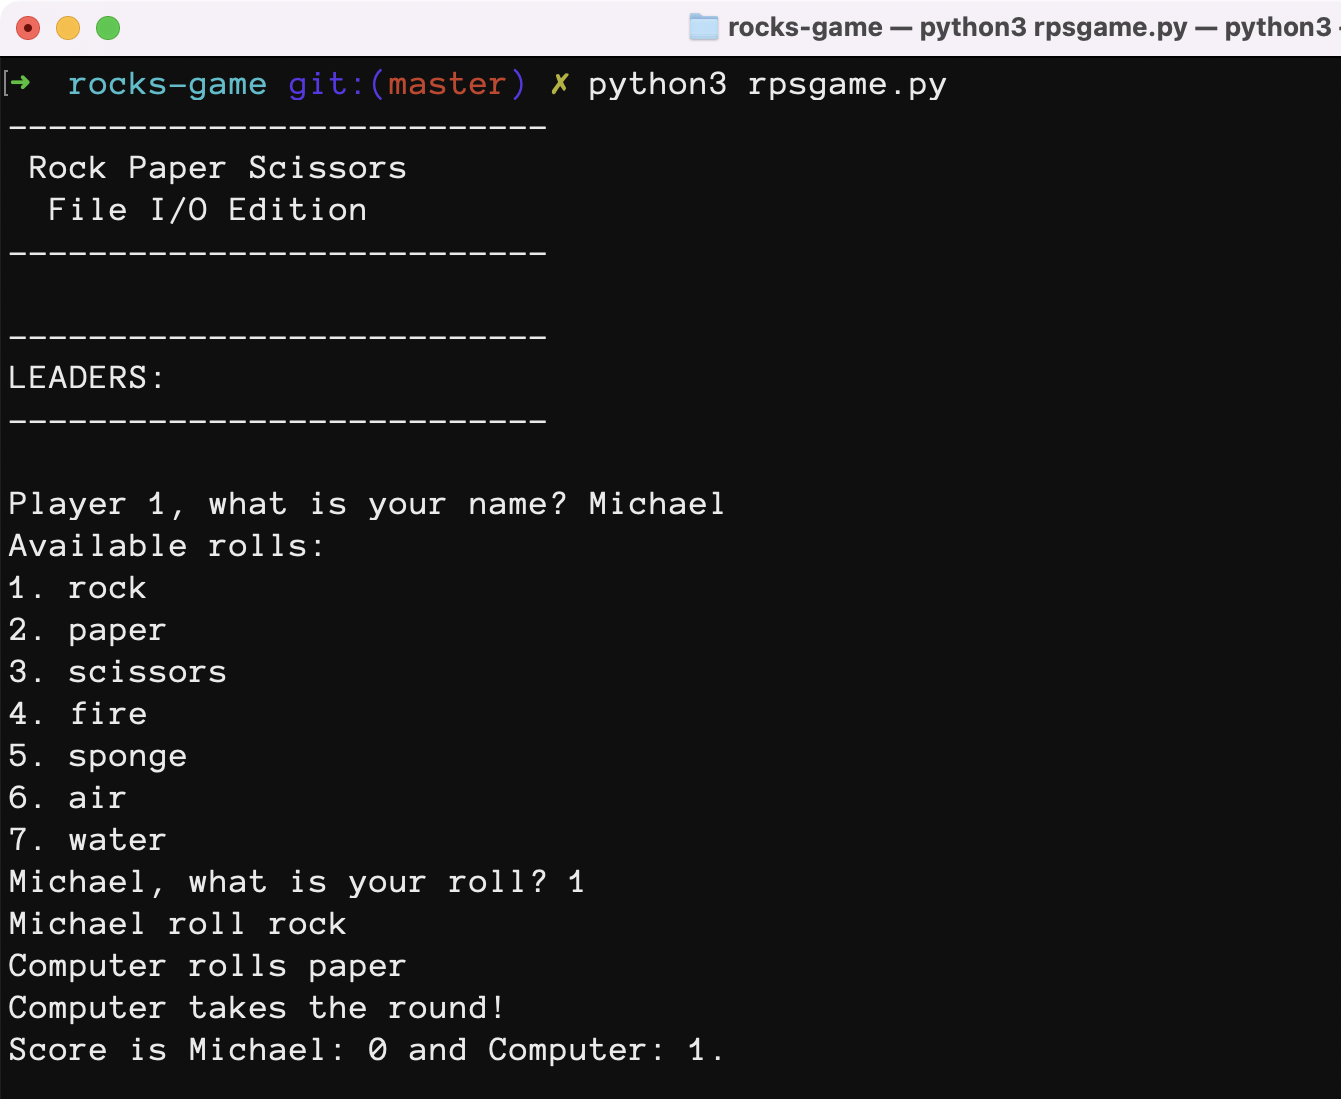 rocks-game — python3 rpsgame.py — python3
➜ rocks-game git:(master) ✗ python3 rpsgame.py
---------------------------
Rock Paper Scissors
File I/O Edition
---------------------------
---------------------------
LEADERS:
---------------------------
Player 1, what is your name? Michael
Available rolls:
1. rock
2. paper
3. scissors
4. fire
5. sponge
6. air
7. water
Michael, what is your roll? 1
Michael roll rock
Computer rolls paper
Computer takes the round!
Score is Michael: 0 and Computer: 1.